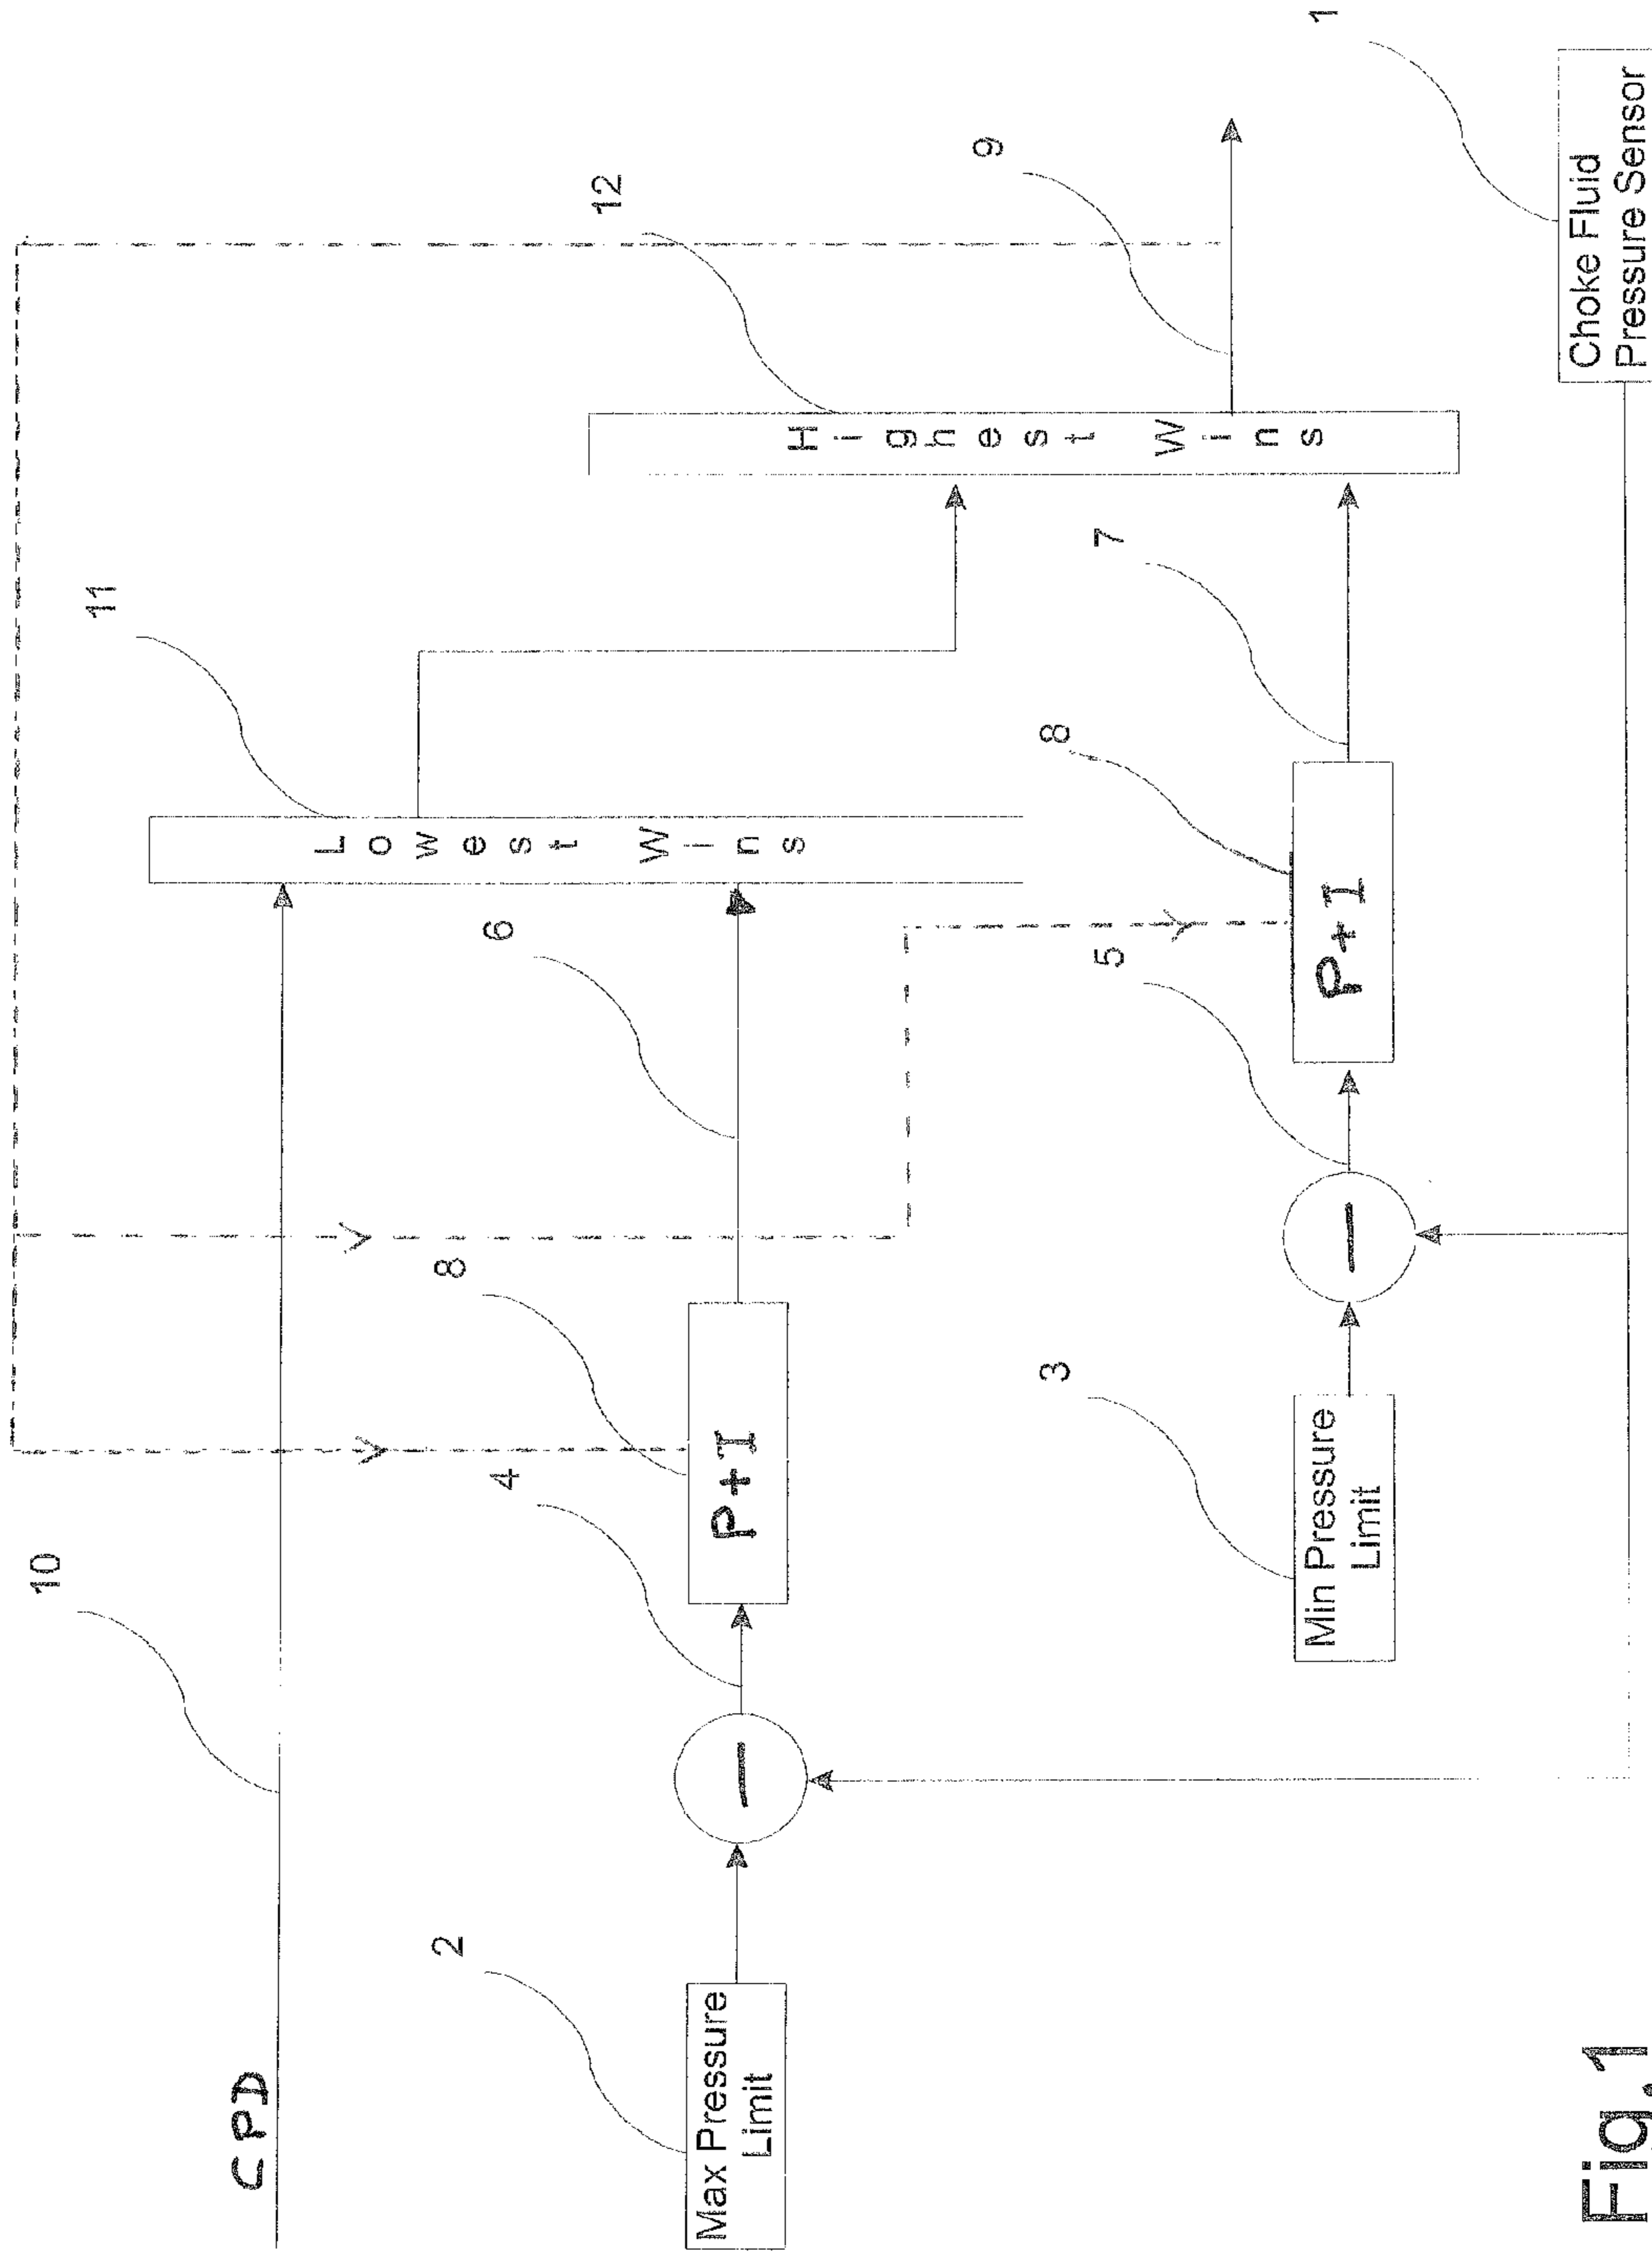 CPD
10
11
Lowest Wins
12
Highest Wins
2
Max Pressure
Limit
4
P+I
8
6
3
Min Pressure
Limit
5
P+I
8
7
9
1
Choke Fluid
Pressure Sensor
Fig.1